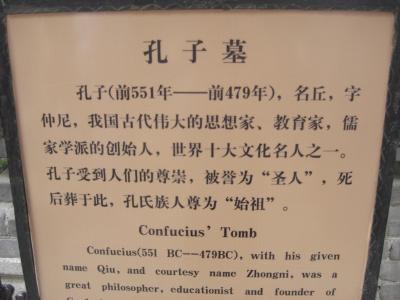 孔子墓
孔子(前551年——前479年)，名丘，字
仲尼，我国古代伟大的思想家、教育家，儒
家学派的创始人，世界十大文化名人之一。
孔子受到人们的尊崇，被誉为“圣人”，死
后葬于此，孔氏族人尊为“始祖”。
Confucius' Tomb
Confucius(551 BC--479BC), with his given
name Qiu, and courtesy name Zhongni, was a
great philosopher, educationist and founder of